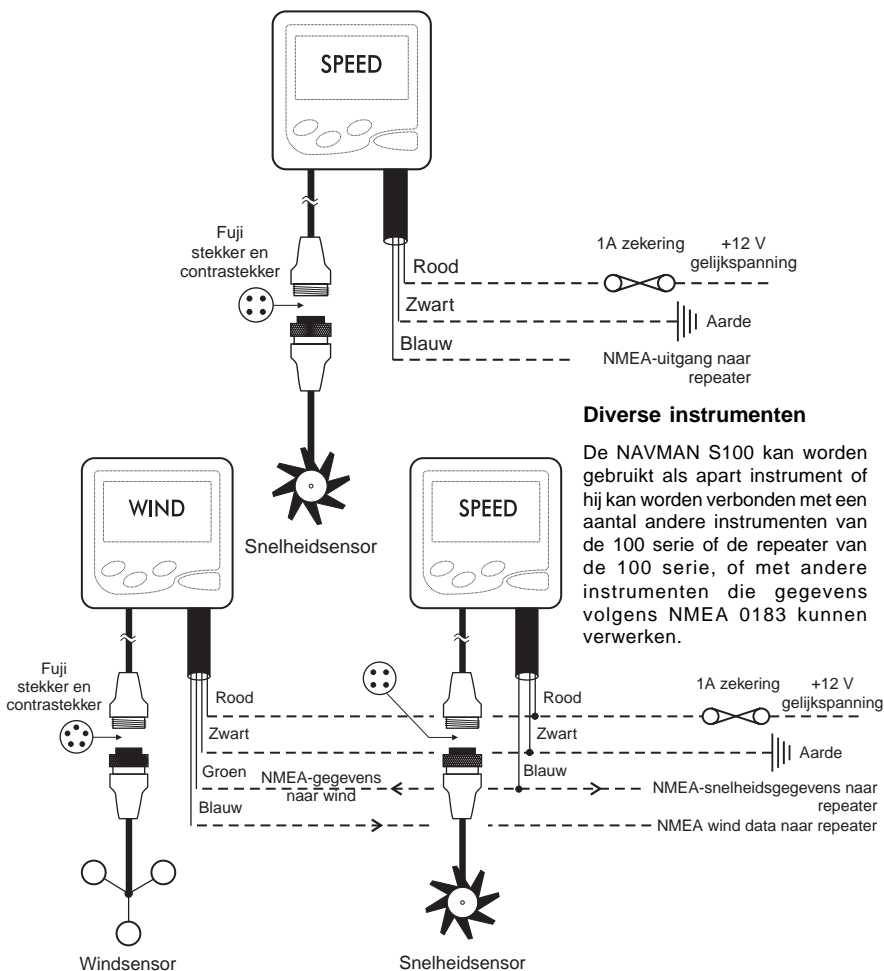 SPEED
Fuji
stekker en
contrastekker
1A zekering
+12 V
gelijkspanning
Rood
Zwart
Aarde
Blauw
NMEA-uitgang naar
repeater
Snelheidsensor
Diverse instrumenten
De NAVMAN S100 kan worden
gebruikt als apart instrument of
hij kan worden verbonden met een
aantal andere instrumenten van
de 100 serie of de repeater van
de 100 serie, of met andere
instrumenten die gegevens
volgens NMEA 0183 kunnen
verwerken.
WIND
SPEED
Fuji
stekker en
contrastekker
Rood
Rood
1A zekering
+12 V
gelijkspanning
Zwart
Zwart
Aarde
Groen
NMEA-gegevens
naar wind
Blauw
NMEA-snelheidsgegevens naar
repeater
Blauw
NMEA wind data naar repeater
Windsensor
Snelheidsensor